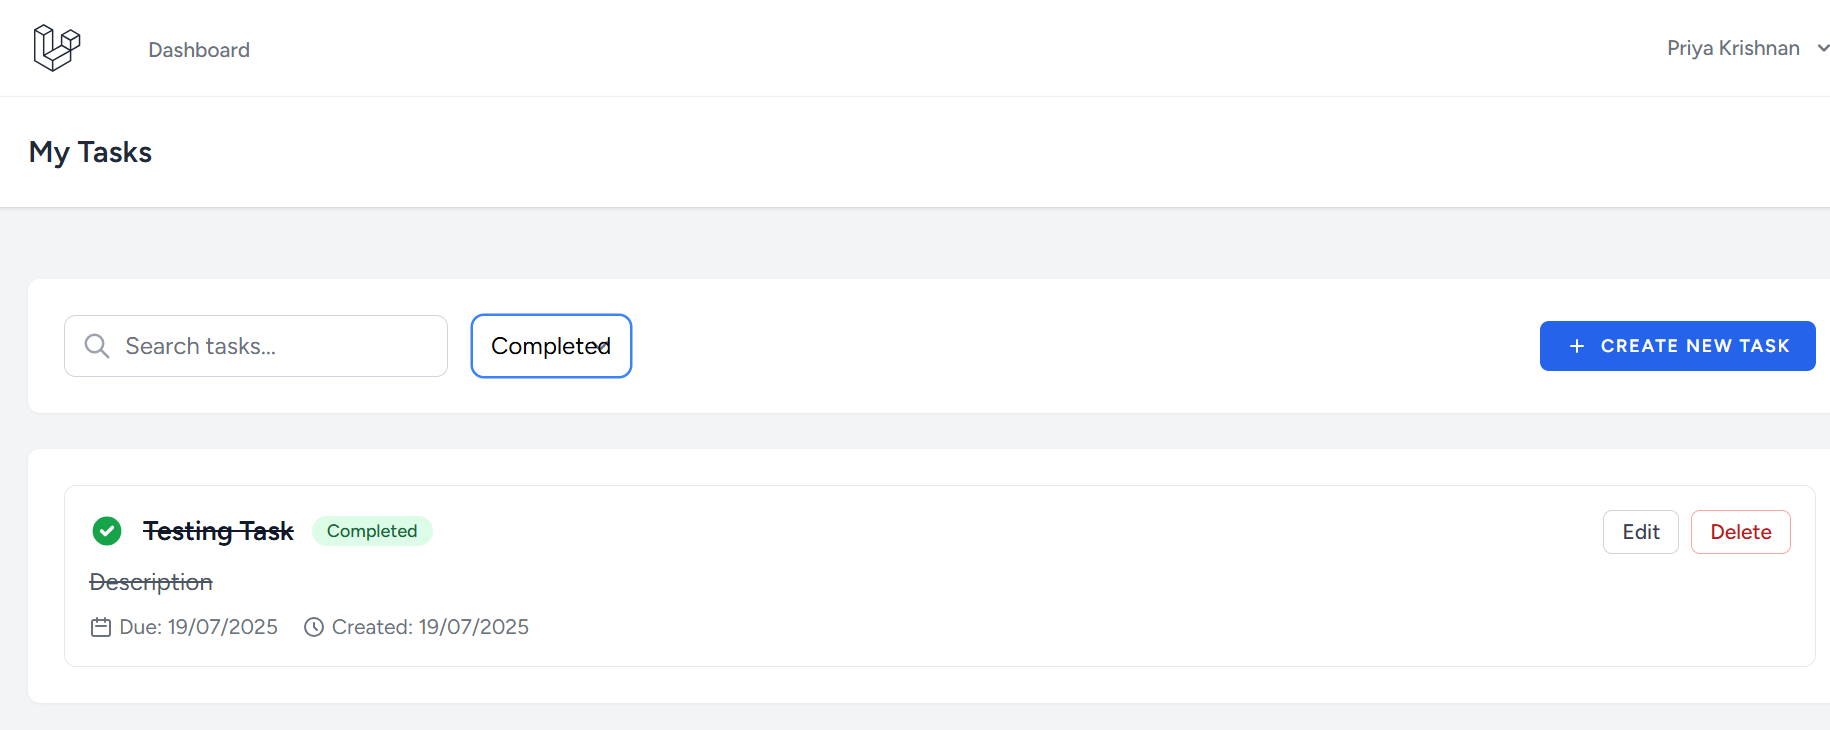 Dashboard
Priya Krishnan
My Tasks
Search tasks...
Completed
+ CREATE NEW TASK
Testing Task
Completed
Edit
Delete
Description
Due: 19/07/2025
Created: 19/07/2025